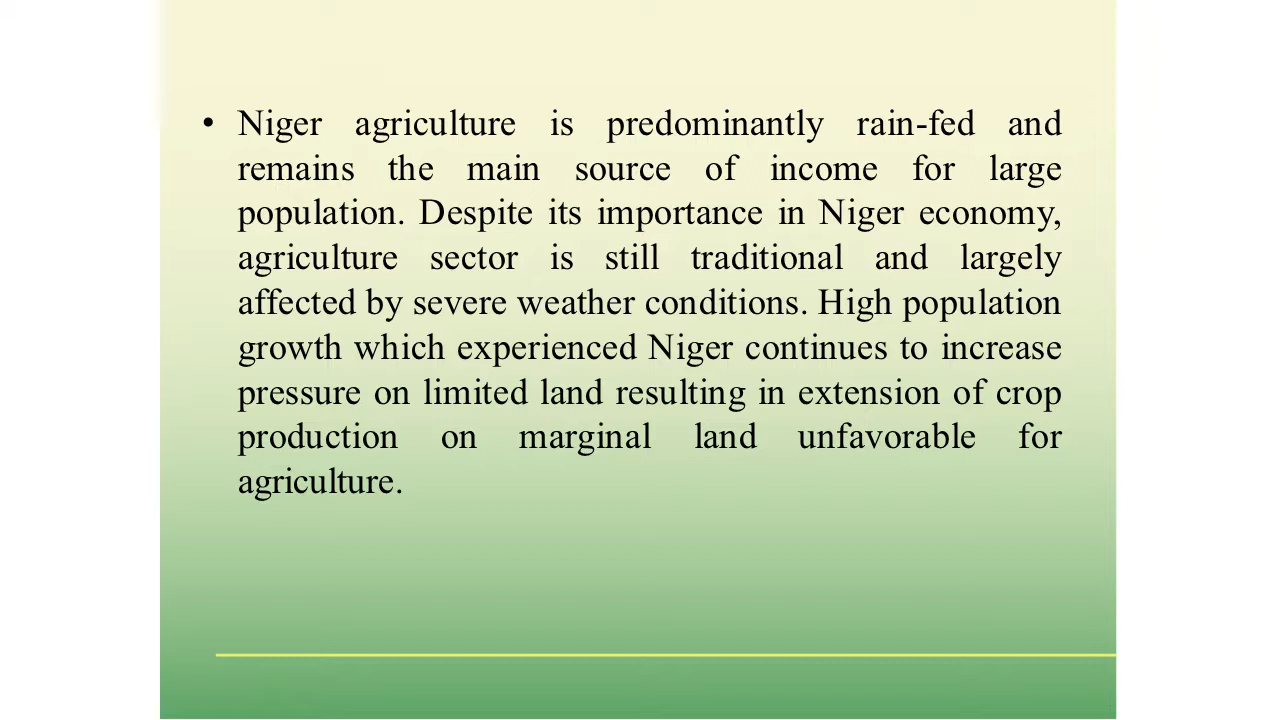 • Niger agriculture is predominantly rain-fed and
remains the main source of income for large
population. Despite its importance in Niger economy,
agriculture sector is still traditional and largely
affected by severe weather conditions. High population
growth which experienced Niger continues to increase
pressure on limited land resulting in extension of crop
production on marginal land unfavorable for
agriculture.